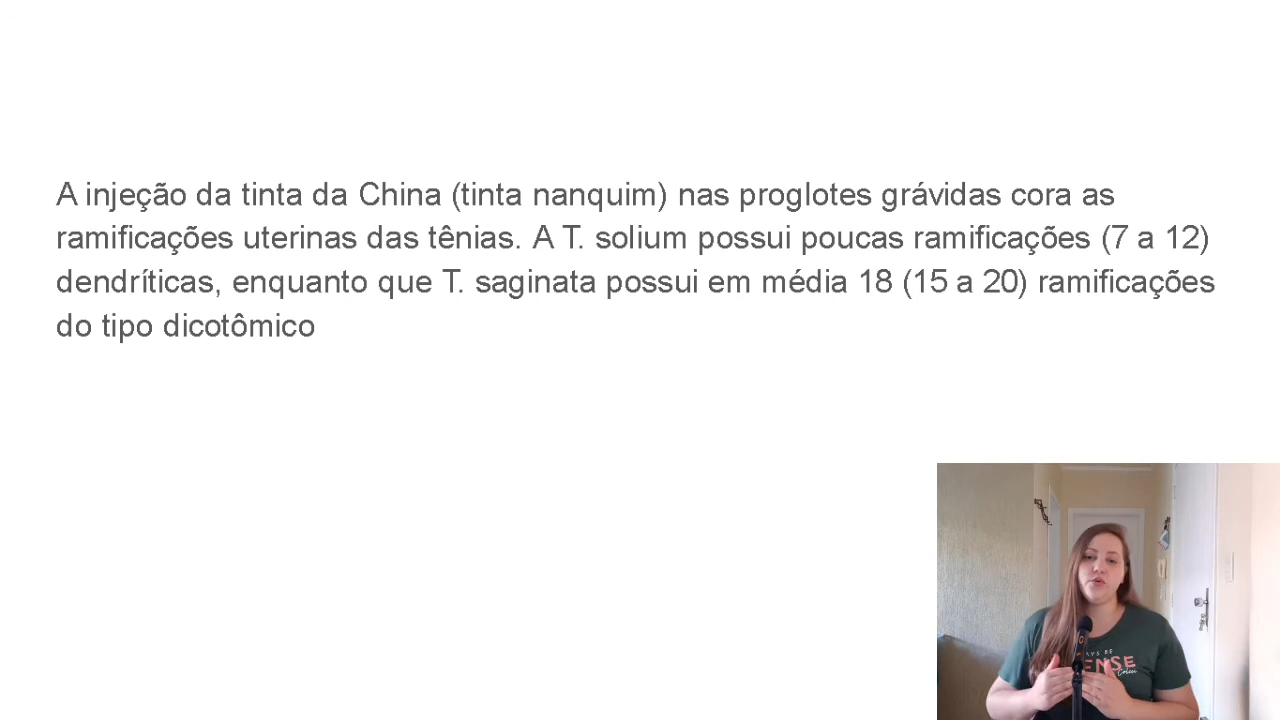 A injeção da tinta da China (tinta nanquim) nas proglotes grávidas cora as
ramificações uterinas das tênias. A T. solium possui poucas ramificações (7 a 12)
dendríticas, enquanto que T. saginata possui em média 18 (15 a 20) ramificações
do tipo dicotômico